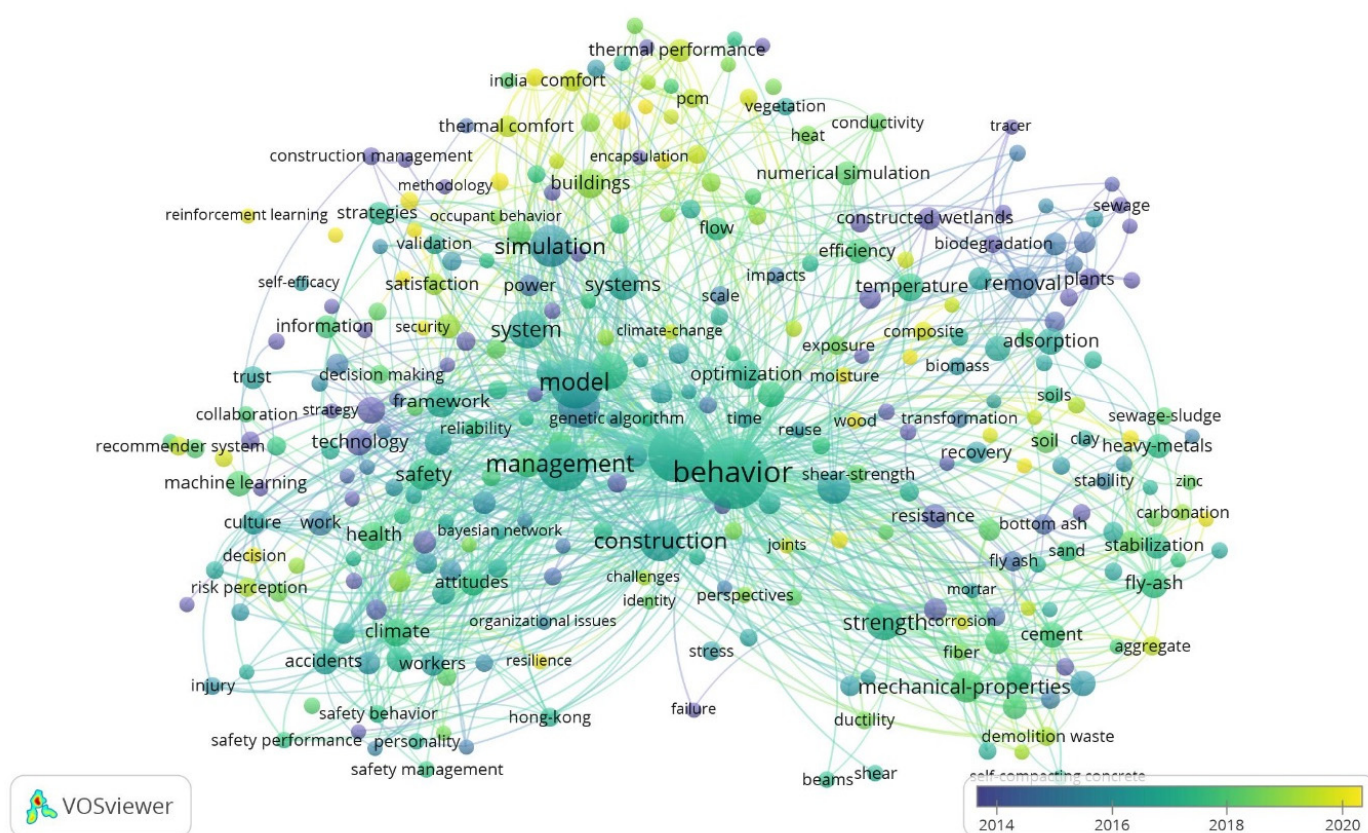 thermal performance
india comfort
pcm
vegetation
thermal comfort
heat
conductivity
tracer
construction management
encapsulation
methodology
buildings
numerical simulation
sewage
reinforcement learning
strategies
occupant behavior
flow
constructed wetlands
validation
simulation
efficiency
biodegradation
self-efficacy
satisfaction
power
systems
impacts
scale
temperature
removal
plants
information
security
system
climate-change
composite
exposure
adsorption
trust
decision making
model
optimization
moisture
biomass
collaboration
strategy
framework
genetic algorithm
time
reuse
wood
transformation
soils
sewage-sludge
recommender system
technology
reliability
soil
clay
heavy-metals
recovery
machine learning
safety
management
behavior
shear-strength
stability
zinc
culture
work
health
bayesian network
construction
joints
resistance
bottom ash
carbonation
stabilization
decision
risk perception
attitudes
challenges
identity
perspectives
fly ash
sand
mortar
fly-ash
climate
organizational issues
strength
corrosion
cement
accidents
workers
resilience
stress
fiber
aggregate
injury
mechanical-properties
safety behavior
hong-kong
failure
ductility
safety performance
personality
demolition waste
safety management
beams
shear
self-compacting concrete
VOSviewer
2014 2016 2018 2020